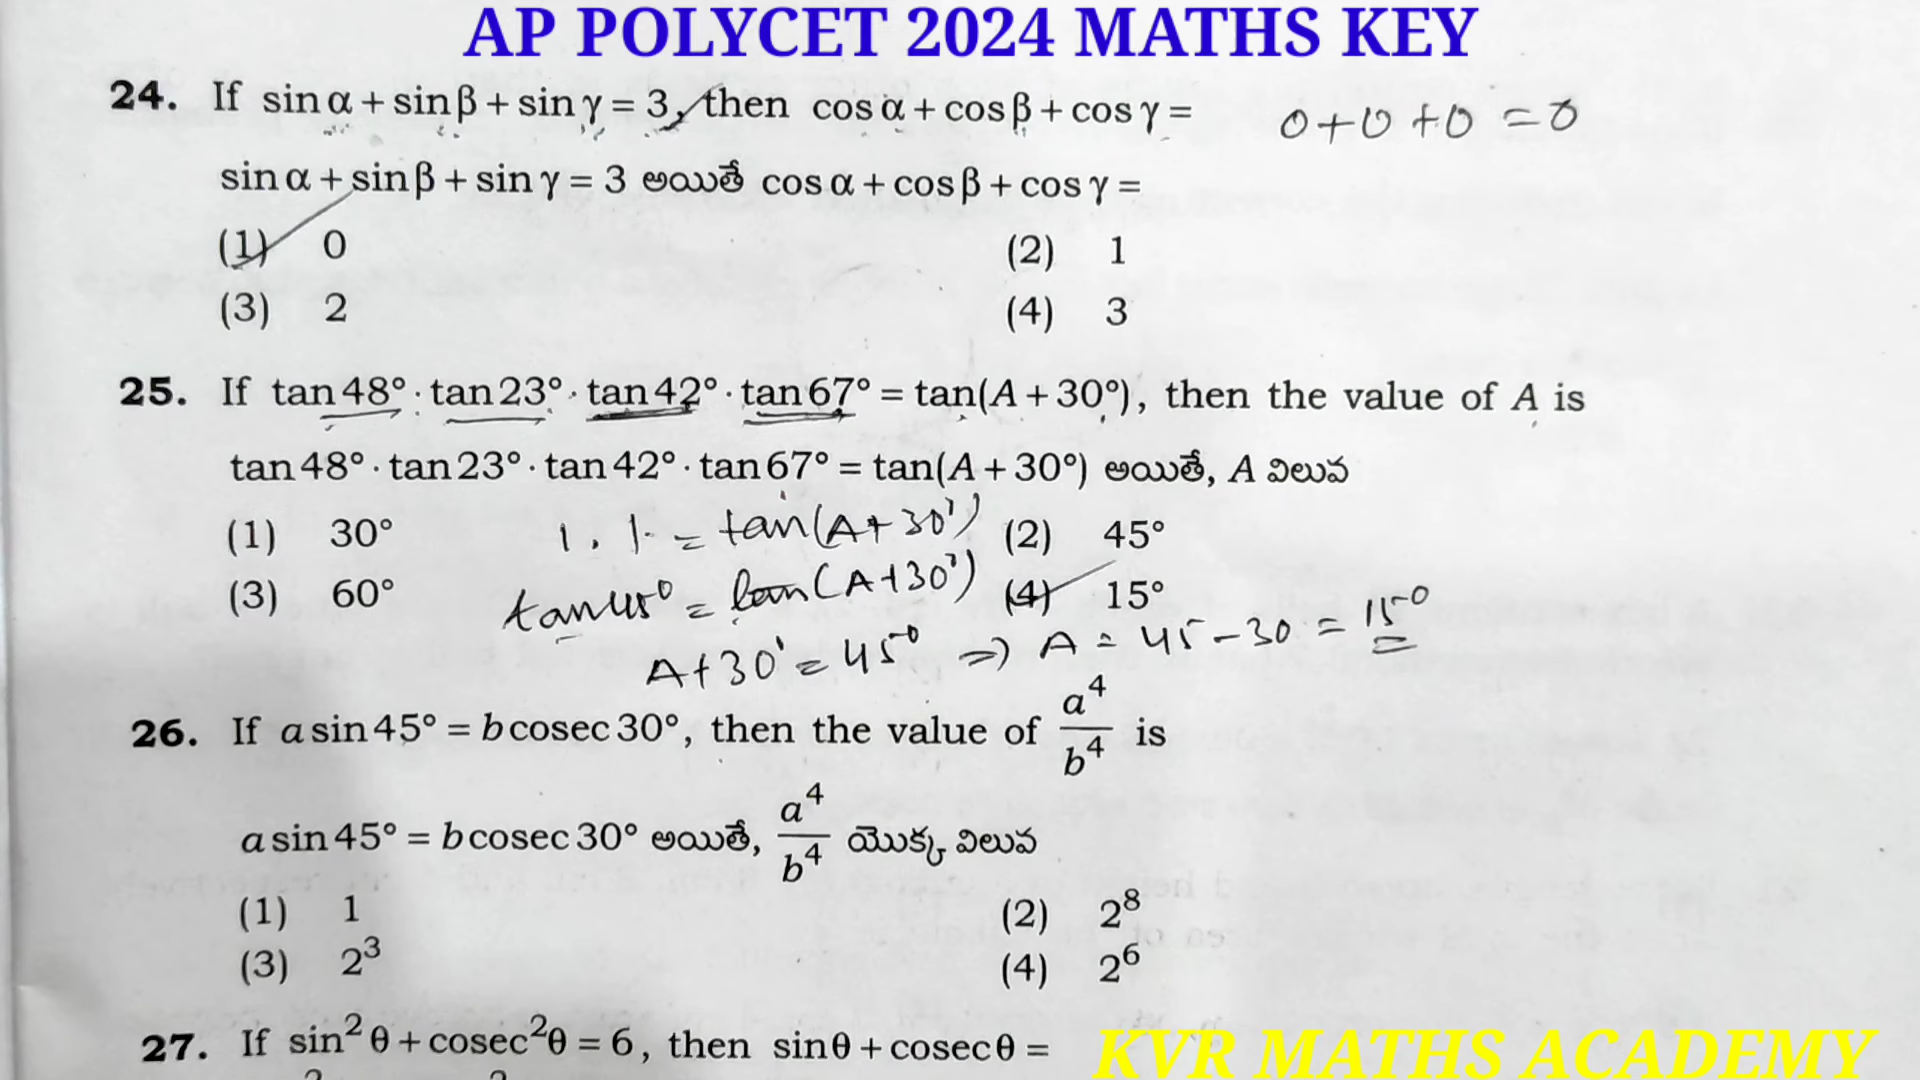 AP POLYCET 2024 MATHS KEY
24. If sin α + sin β + sin γ = 3, then cos α + cos β + cos γ = 0+0+0 = 0
sin α + sin β + sin γ = 3 అయితే cos α + cos β + cos γ =
(1) 0 (2) 1
(3) 2 (4) 3
25. If tan 48° · tan 23° · tan 42° · tan 67° = tan(A + 30°), then the value of A is
tan 48° · tan 23° · tan 42° · tan 67° = tan(A + 30°) అయితే, A విలువ
(1) 30° 1 . 1 = tan(A+30°) (2) 45°
(3) 60° tan45° = tan(A+30°) (4) 15°
A+30° = 45° ⇒ A = 45 − 30 = 15°
26. If a sin 45° = b cosec 30°, then the value of a⁴/b⁴ is
a sin 45° = b cosec 30° అయితే, a⁴/b⁴ యొక్క విలువ
(1) 1 (2) 2⁸
(3) 2³ (4) 2⁶
27. If sin²θ + cosec²θ = 6, then sinθ + cosecθ =
KVR MATHS ACADEMY